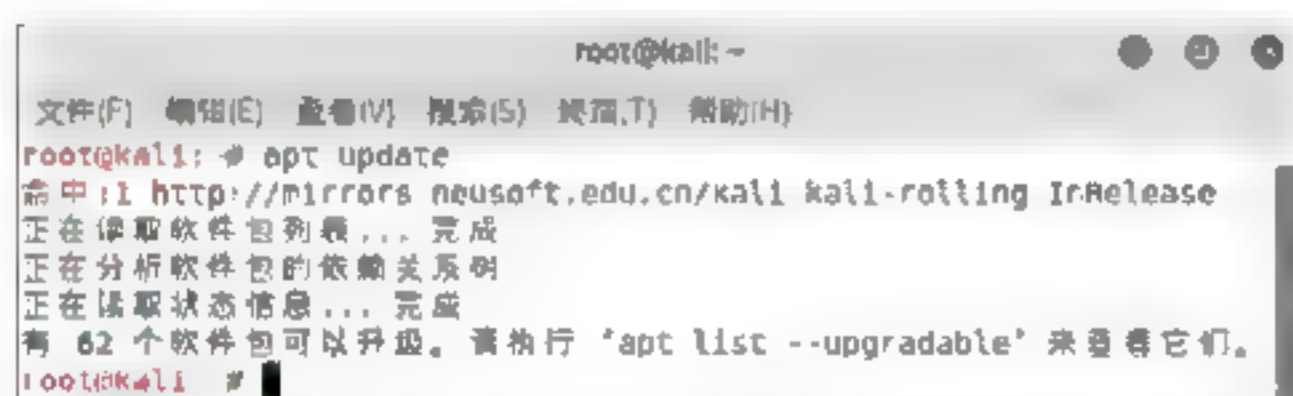 root@kali: ~
文件(F) 编辑(E) 查看(V) 搜索(S) 终端(T) 帮助(H)
root@kali:~# apt update
命中:1 http://mirrors.neusoft.edu.cn/kali kali-rolling InRelease
正在读取软件包列表... 完成
正在分析软件包的依赖关系树
正在读取状态信息... 完成
有 62 个软件包可以升级。请执行 'apt list --upgradable' 来查看它们。
root@kali:~#